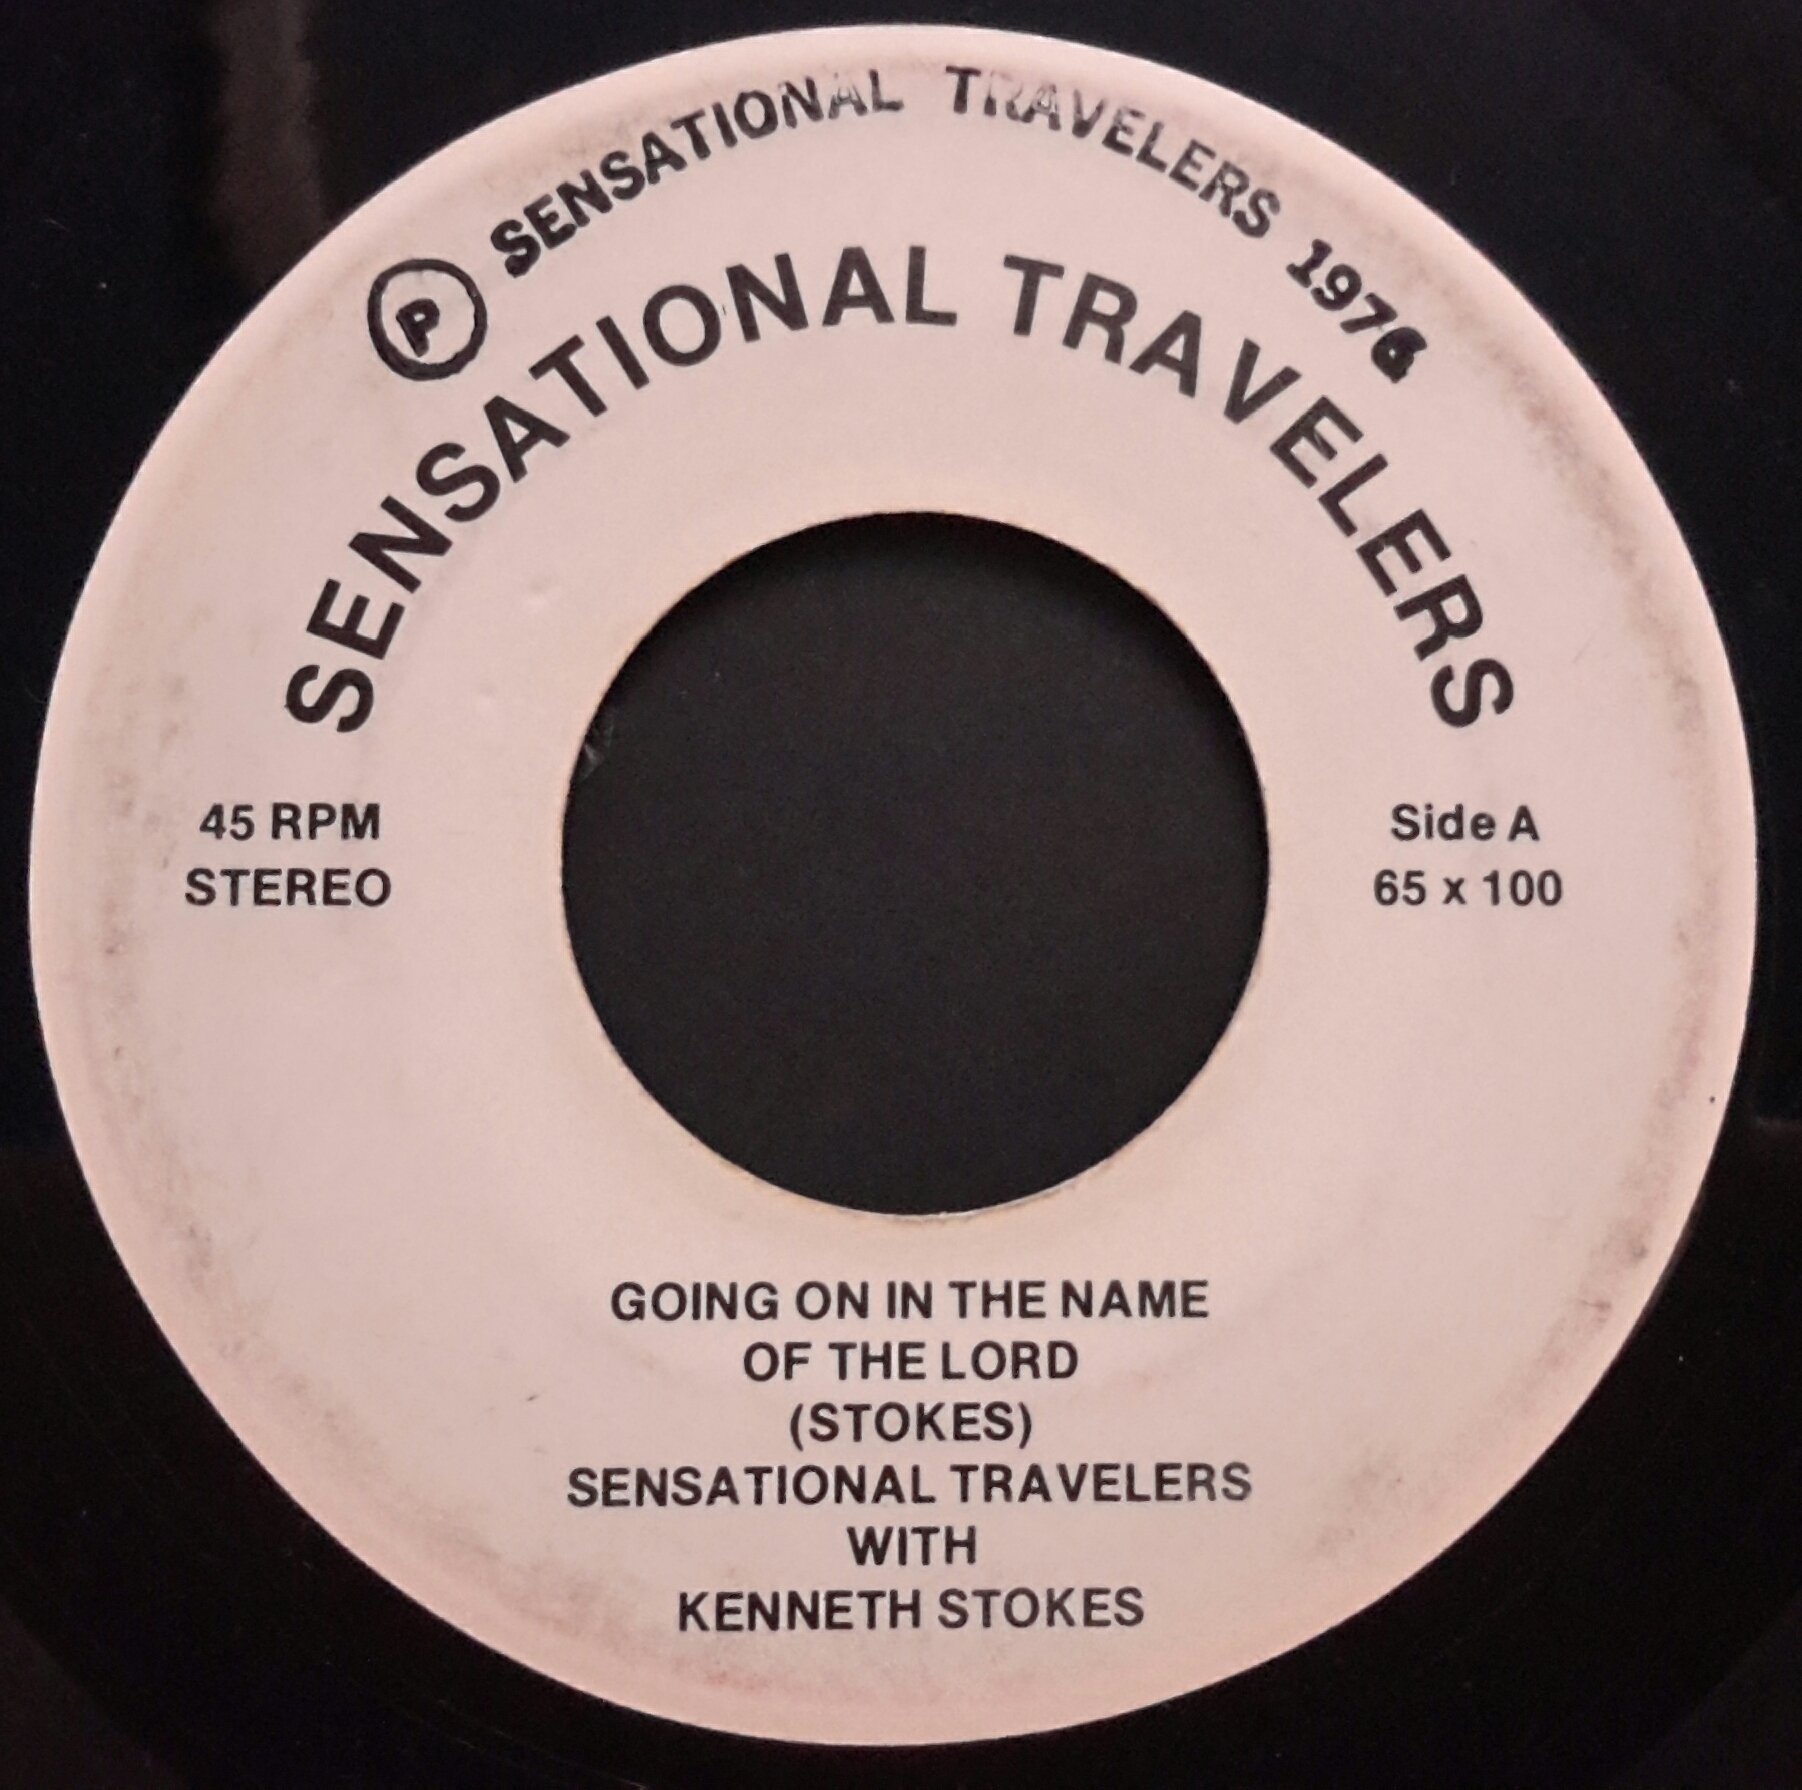 Ⓟ SENSATIONAL TRAVELERS 1976
SENSATIONAL TRAVELERS
45 RPM
STEREO
Side A
65 x 100
GOING ON IN THE NAME
OF THE LORD
(STOKES)
SENSATIONAL TRAVELERS
WITH
KENNETH STOKES